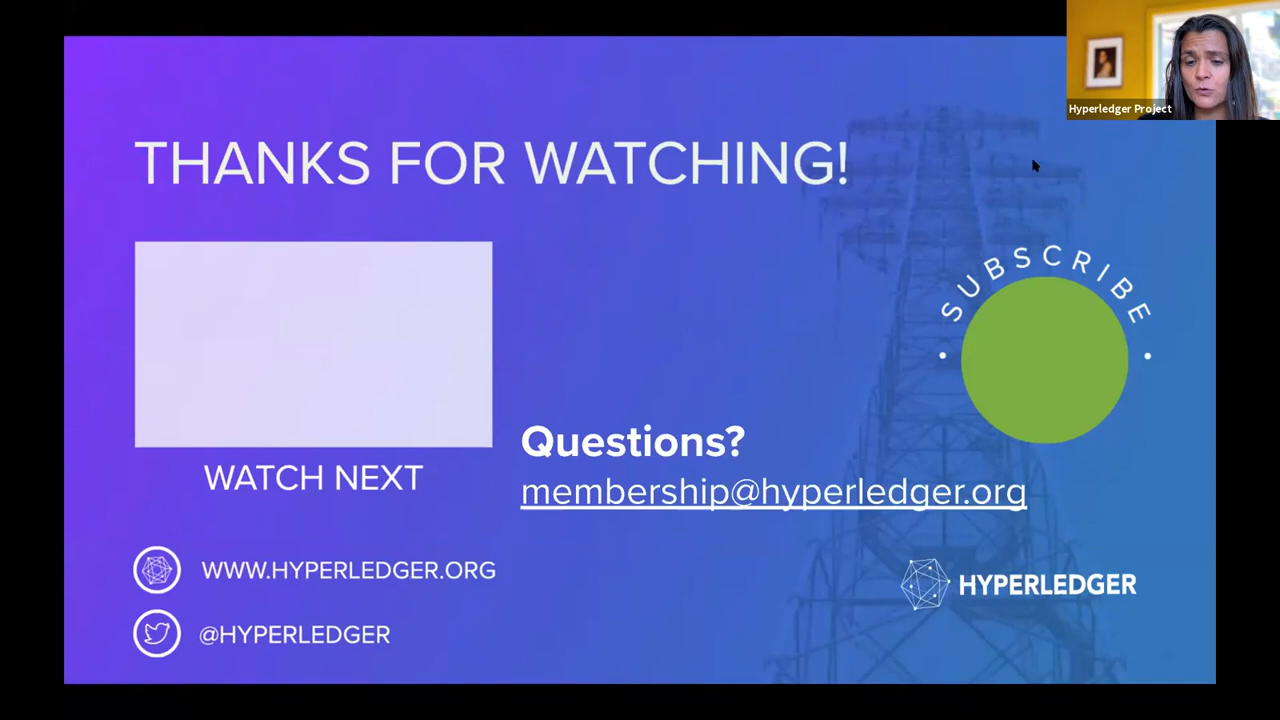 Hyperledger Project
THANKS FOR WATCHING!
SUBSCRIBE
WATCH NEXT
Questions?
membership@hyperledger.org
WWW.HYPERLEDGER.ORG
@HYPERLEDGER
HYPERLEDGER